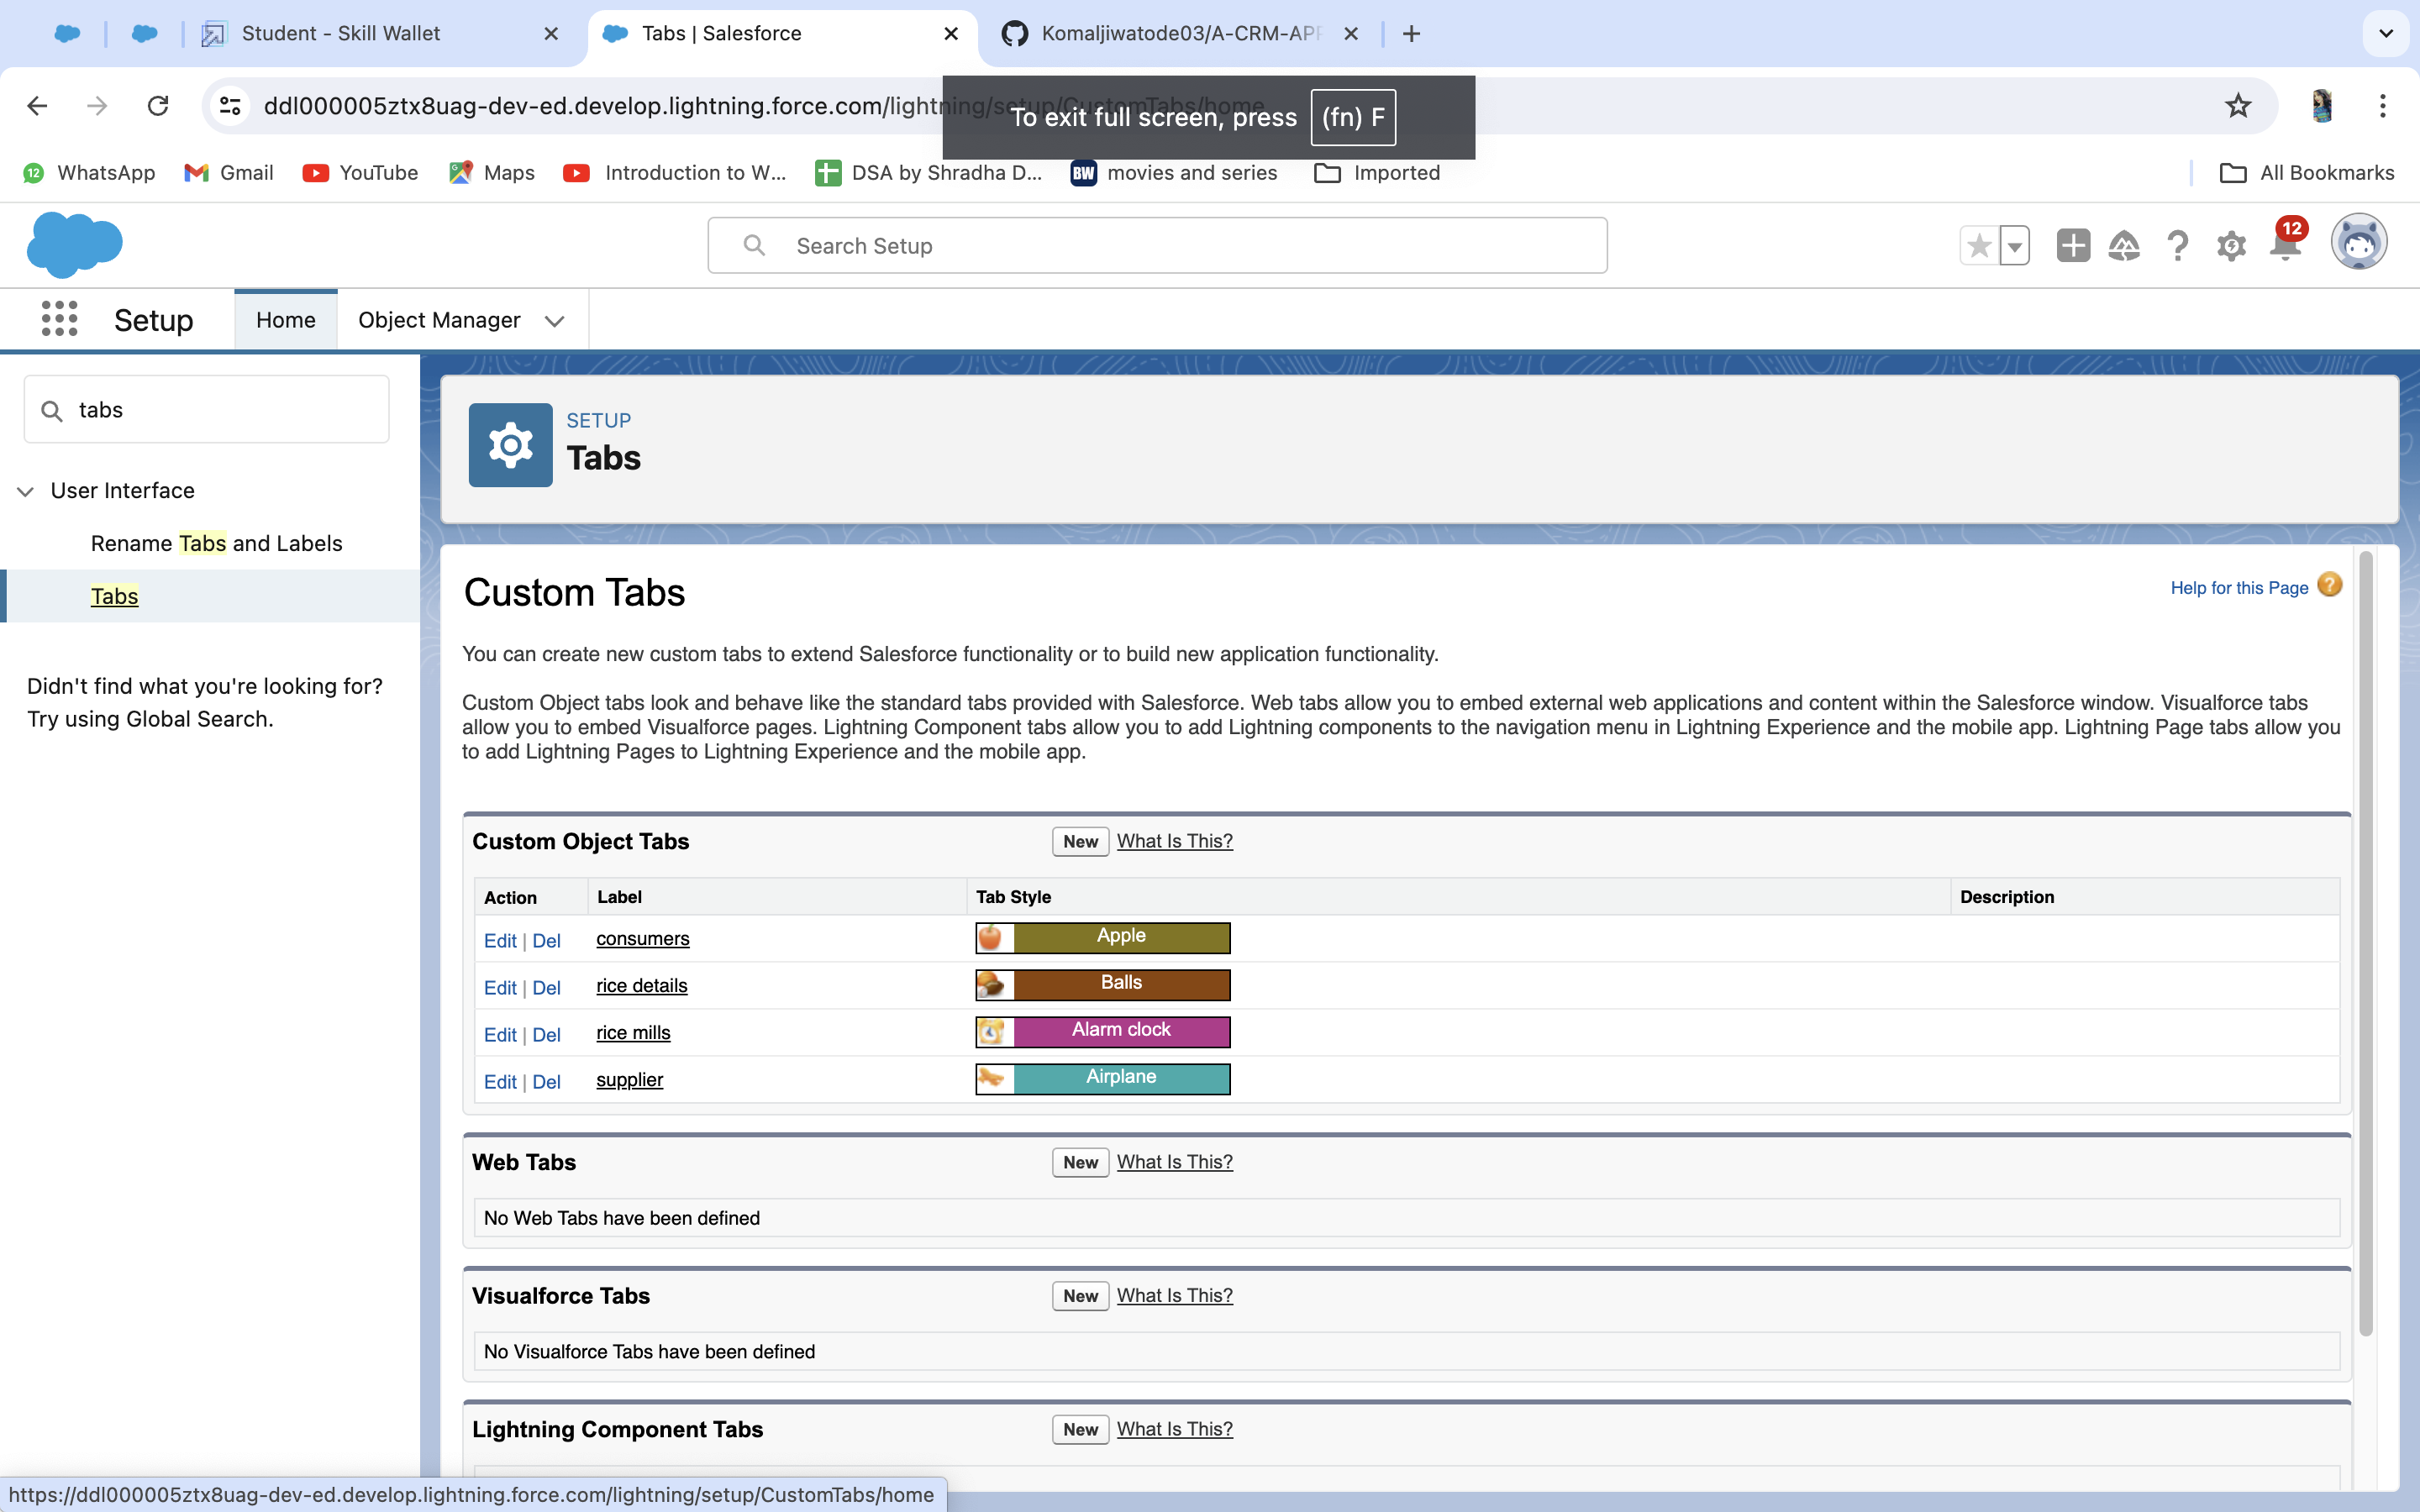 Student - Skill Wallet
Tabs | Salesforce
Komaljiwatode03/A-CRM-APP
ddl000005ztx8uag-dev-ed.develop.lightning.force.com/lightning/setup/CustomTabs/home
To exit full screen, press (fn) F
12 WhatsApp
Gmail
YouTube
Maps
Introduction to W...
DSA by Shradha D...
BW movies and series
Imported
All Bookmarks
Search Setup
12
Setup
Home
Object Manager
tabs
User Interface
Rename Tabs and Labels
Tabs
Didn't find what you're looking for?
Try using Global Search.
SETUP
Tabs
Custom Tabs
Help for this Page ?
You can create new custom tabs to extend Salesforce functionality or to build new application functionality.
Custom Object tabs look and behave like the standard tabs provided with Salesforce. Web tabs allow you to embed external web applications and content within the Salesforce window. Visualforce tabs
allow you to embed Visualforce pages. Lightning Component tabs allow you to add Lightning components to the navigation menu in Lightning Experience and the mobile app. Lightning Page tabs allow you
to add Lightning Pages to Lightning Experience and the mobile app.
Custom Object Tabs New What Is This?
Action Label Tab Style Description
Edit | Del consumers Apple
Edit | Del rice details Balls
Edit | Del rice mills Alarm clock
Edit | Del supplier Airplane
Web Tabs New What Is This?
No Web Tabs have been defined
Visualforce Tabs New What Is This?
No Visualforce Tabs have been defined
Lightning Component Tabs New What Is This?
https://ddl000005ztx8uag-dev-ed.develop.lightning.force.com/lightning/setup/CustomTabs/home